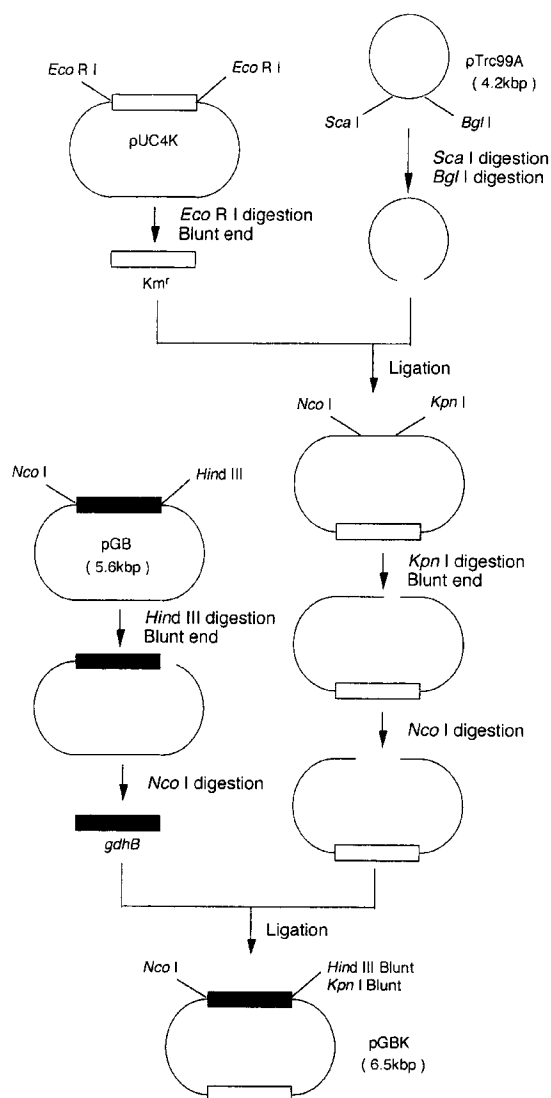 Eco R I
Eco R I
pUC4K
Eco R I digestion
Blunt end
Kmr
pTrc99A
( 4.2kbp )
Sca I
Bgl I
Sca I digestion
Bgl I digestion
Ligation
Nco I
Kpn I
Nco I
Hind III
pGB
( 5.6kbp )
Kpn I digestion
Blunt end
Hind III digestion
Blunt end
Nco I digestion
Nco I digestion
gdhB
Ligation
Nco I
Hind III Blunt
Kpn I Blunt
pGBK
(6.5kbp )